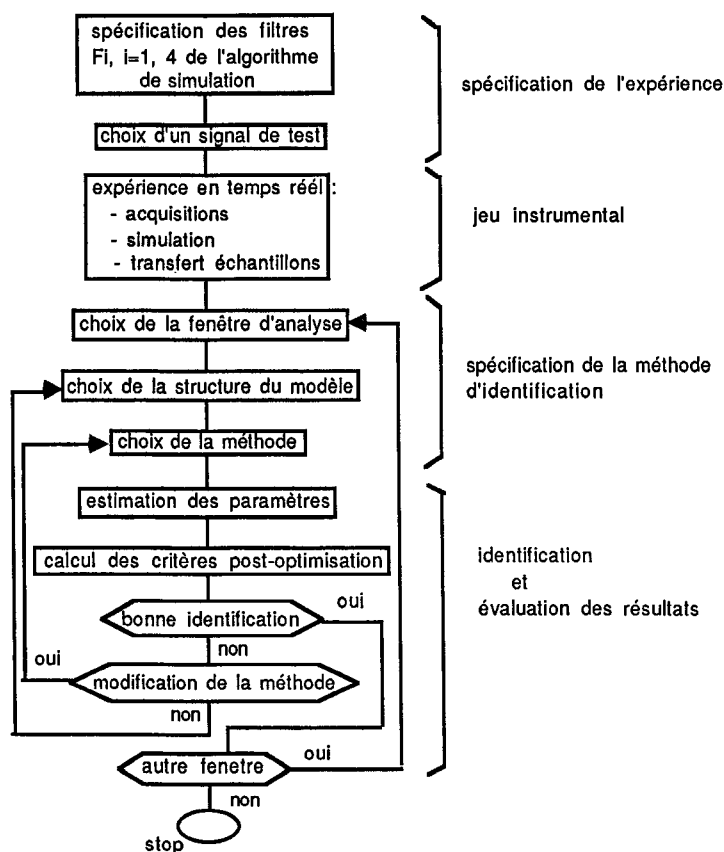 spécification des filtres
Fi, i=1, 4 de l'algorithme
de simulation
spécification de l'expérience
choix d'un signal de test
expérience en temps réél :
- acquisitions
- simulation
- transfert échantillons
jeu instrumental
choix de la fenêtre d'analyse
choix de la structure du modèle
spécification de la méthode
d'identification
choix de la méthode
estimation des paramètres
calcul des critères post-optimisation
identification
et
évaluation des résultats
bonne identification
oui
non
oui
modification de la méthode
non
autre fenetre
oui
non
stop